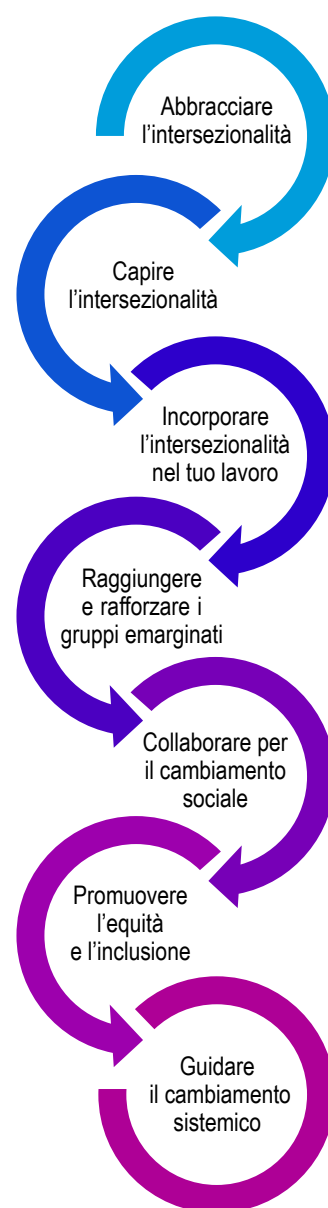 Abbracciare
l'intersezionalità
Capire
l'intersezionalità
Incorporare
l'intersezionalità
nel tuo lavoro
Raggiungere
e rafforzare i
gruppi emarginati
Collaborare per
il cambiamento
sociale
Promuovere
l'equità
e l'inclusione
Guidare
il cambiamento
sistemico